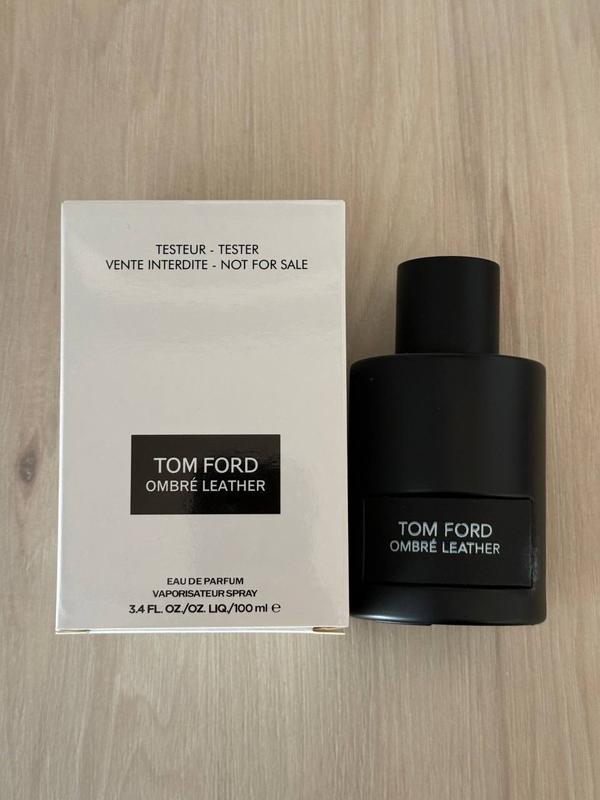 TESTEUR - TESTER
VENTE INTERDITE - NOT FOR SALE
TOM FORD
OMBRÉ LEATHER
EAU DE PARFUM
VAPORISATEUR SPRAY
3.4 FL. OZ./OZ. LIQ./100 ml ℮
TOM FORD
OMBRÉ LEATHER